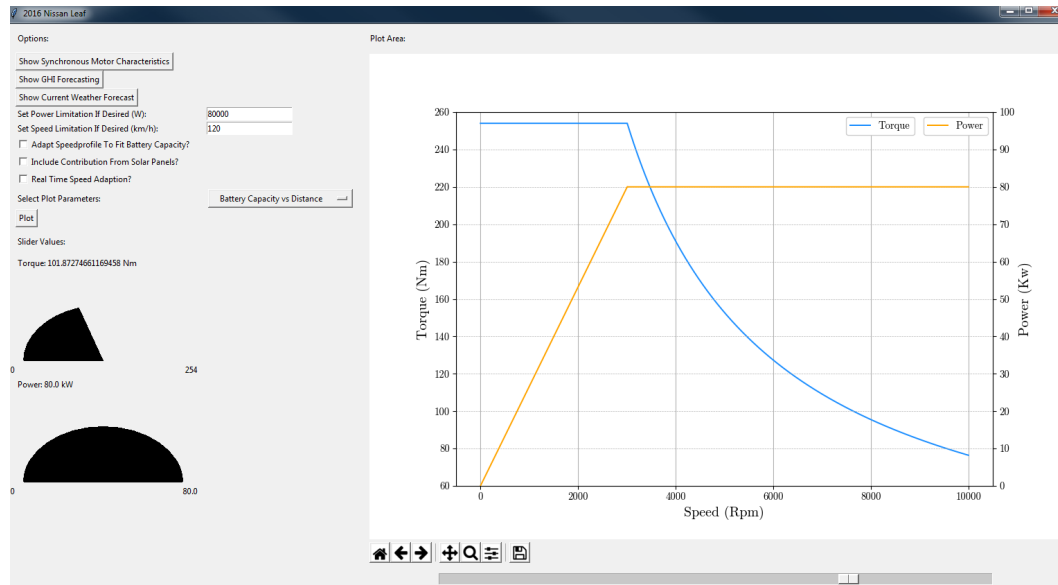 2016 Nissan Leaf
Options:
Show Synchronous Motor Characteristics
Show GHI Forecasting
Show Current Weather Forecast
Set Power Limitation If Desired (W): 80000
Set Speed Limitation If Desired (km/h): 120
Adapt Speedprofile To Fit Battery Capacity?
Include Contribution From Solar Panels?
Real Time Speed Adaption?
Select Plot Parameters: Battery Capacity vs Distance
Plot
Slider Values:
Torque: 101.87274661169458 Nm
0 254
Power: 80.0 kW
0 80.0
Plot Area:
Torque Power
260
240
220
200
180
160
140
120
100
80
60
Torque (Nm)
100
90
80
70
60
50
40
30
20
10
0
Power (Kw)
0 2000 4000 6000 8000 10000
Speed (Rpm)